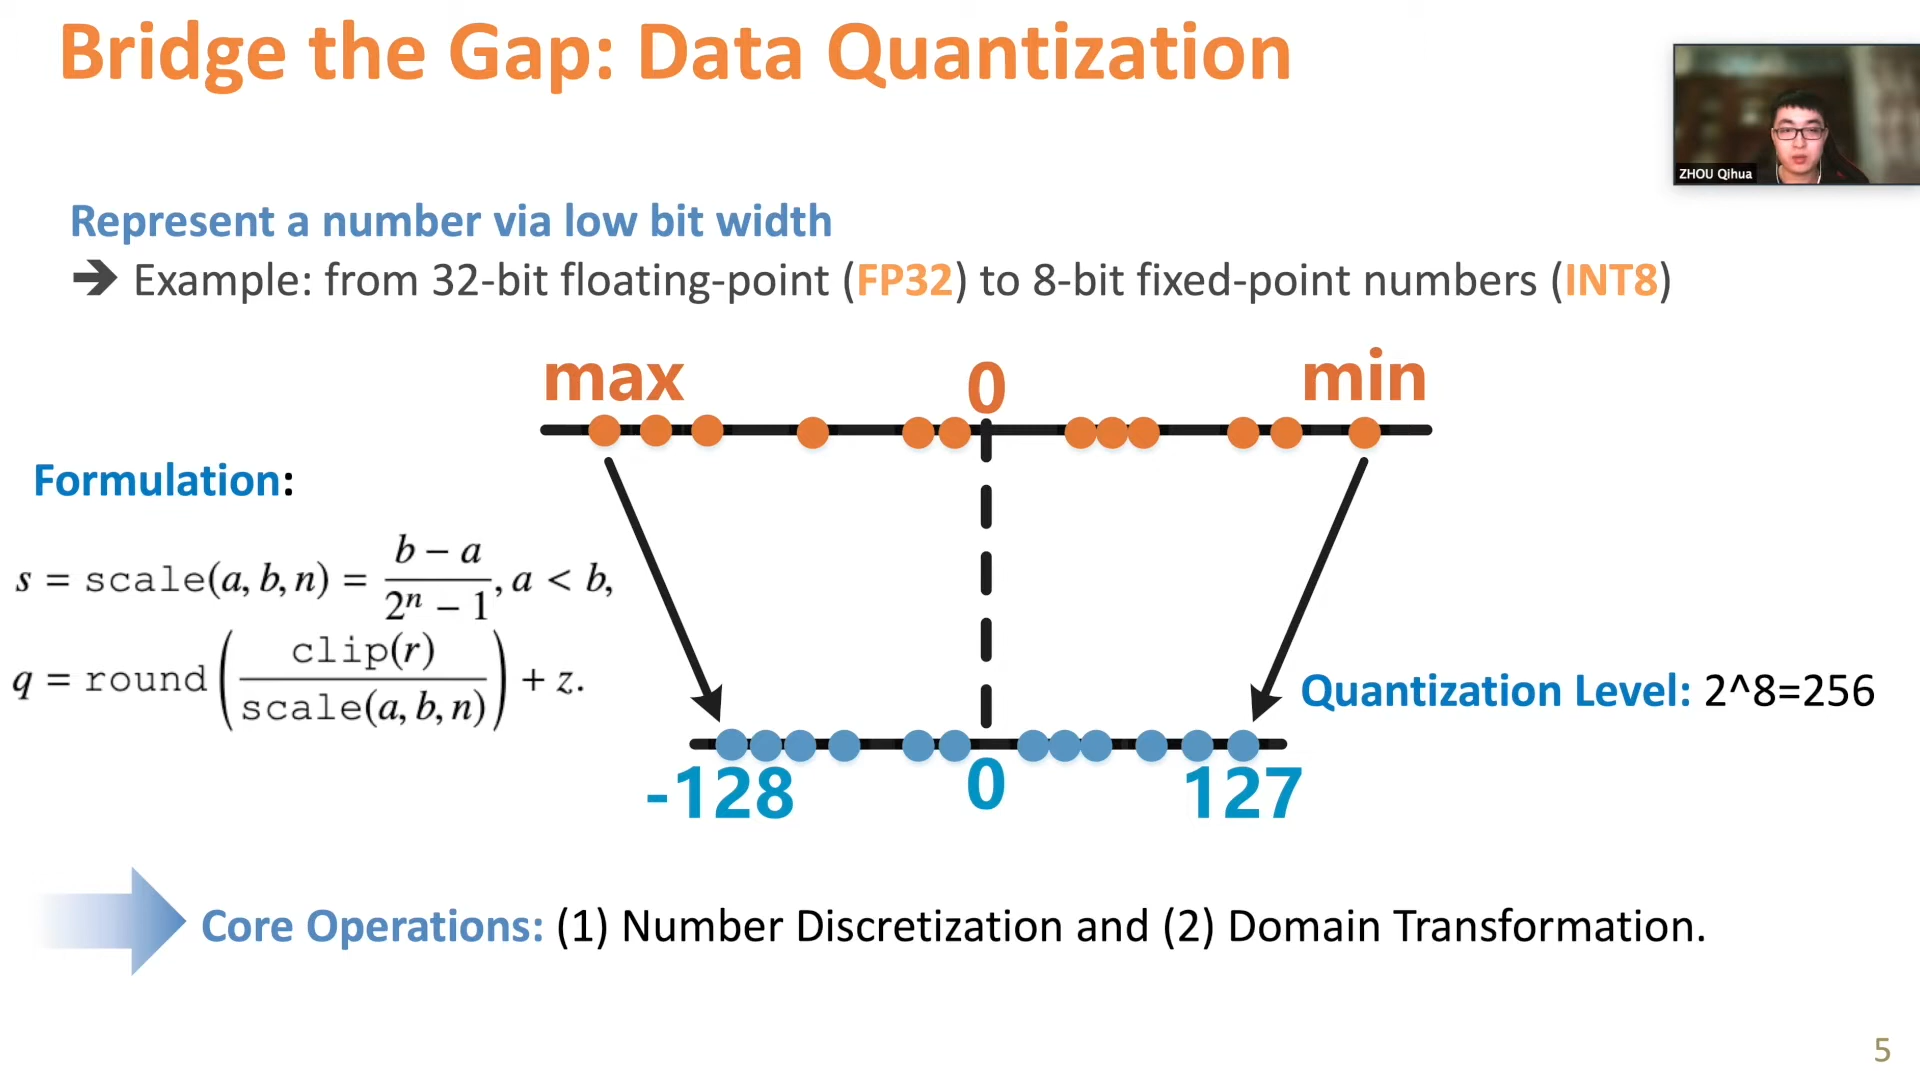 Bridge the Gap: Data Quantization
ZHOU Qihua
Represent a number via low bit width
➔ Example: from 32-bit floating-point (FP32) to 8-bit fixed-point numbers (INT8)
max 0 min
Formulation:
s = scale(a, b, n) = \frac{b − a}{2^n − 1}, a < b,
q = round(\frac{clip(r)}{scale(a, b, n)}) + z.
Quantization Level: 2^8=256
-128 0 127
Core Operations: (1) Number Discretization and (2) Domain Transformation.
5